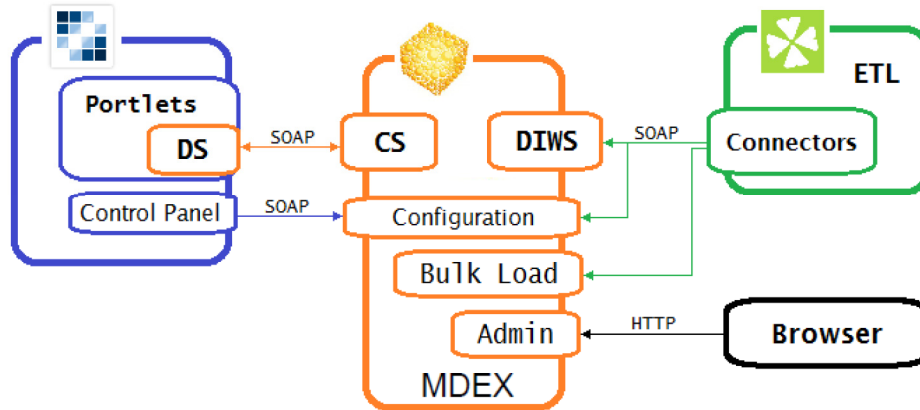 Portlets
DS
SOAP
CS
DIWS
SOAP
ETL
Connectors
Control Panel
SOAP
Configuration
Bulk Load
Admin
HTTP
Browser
MDEX